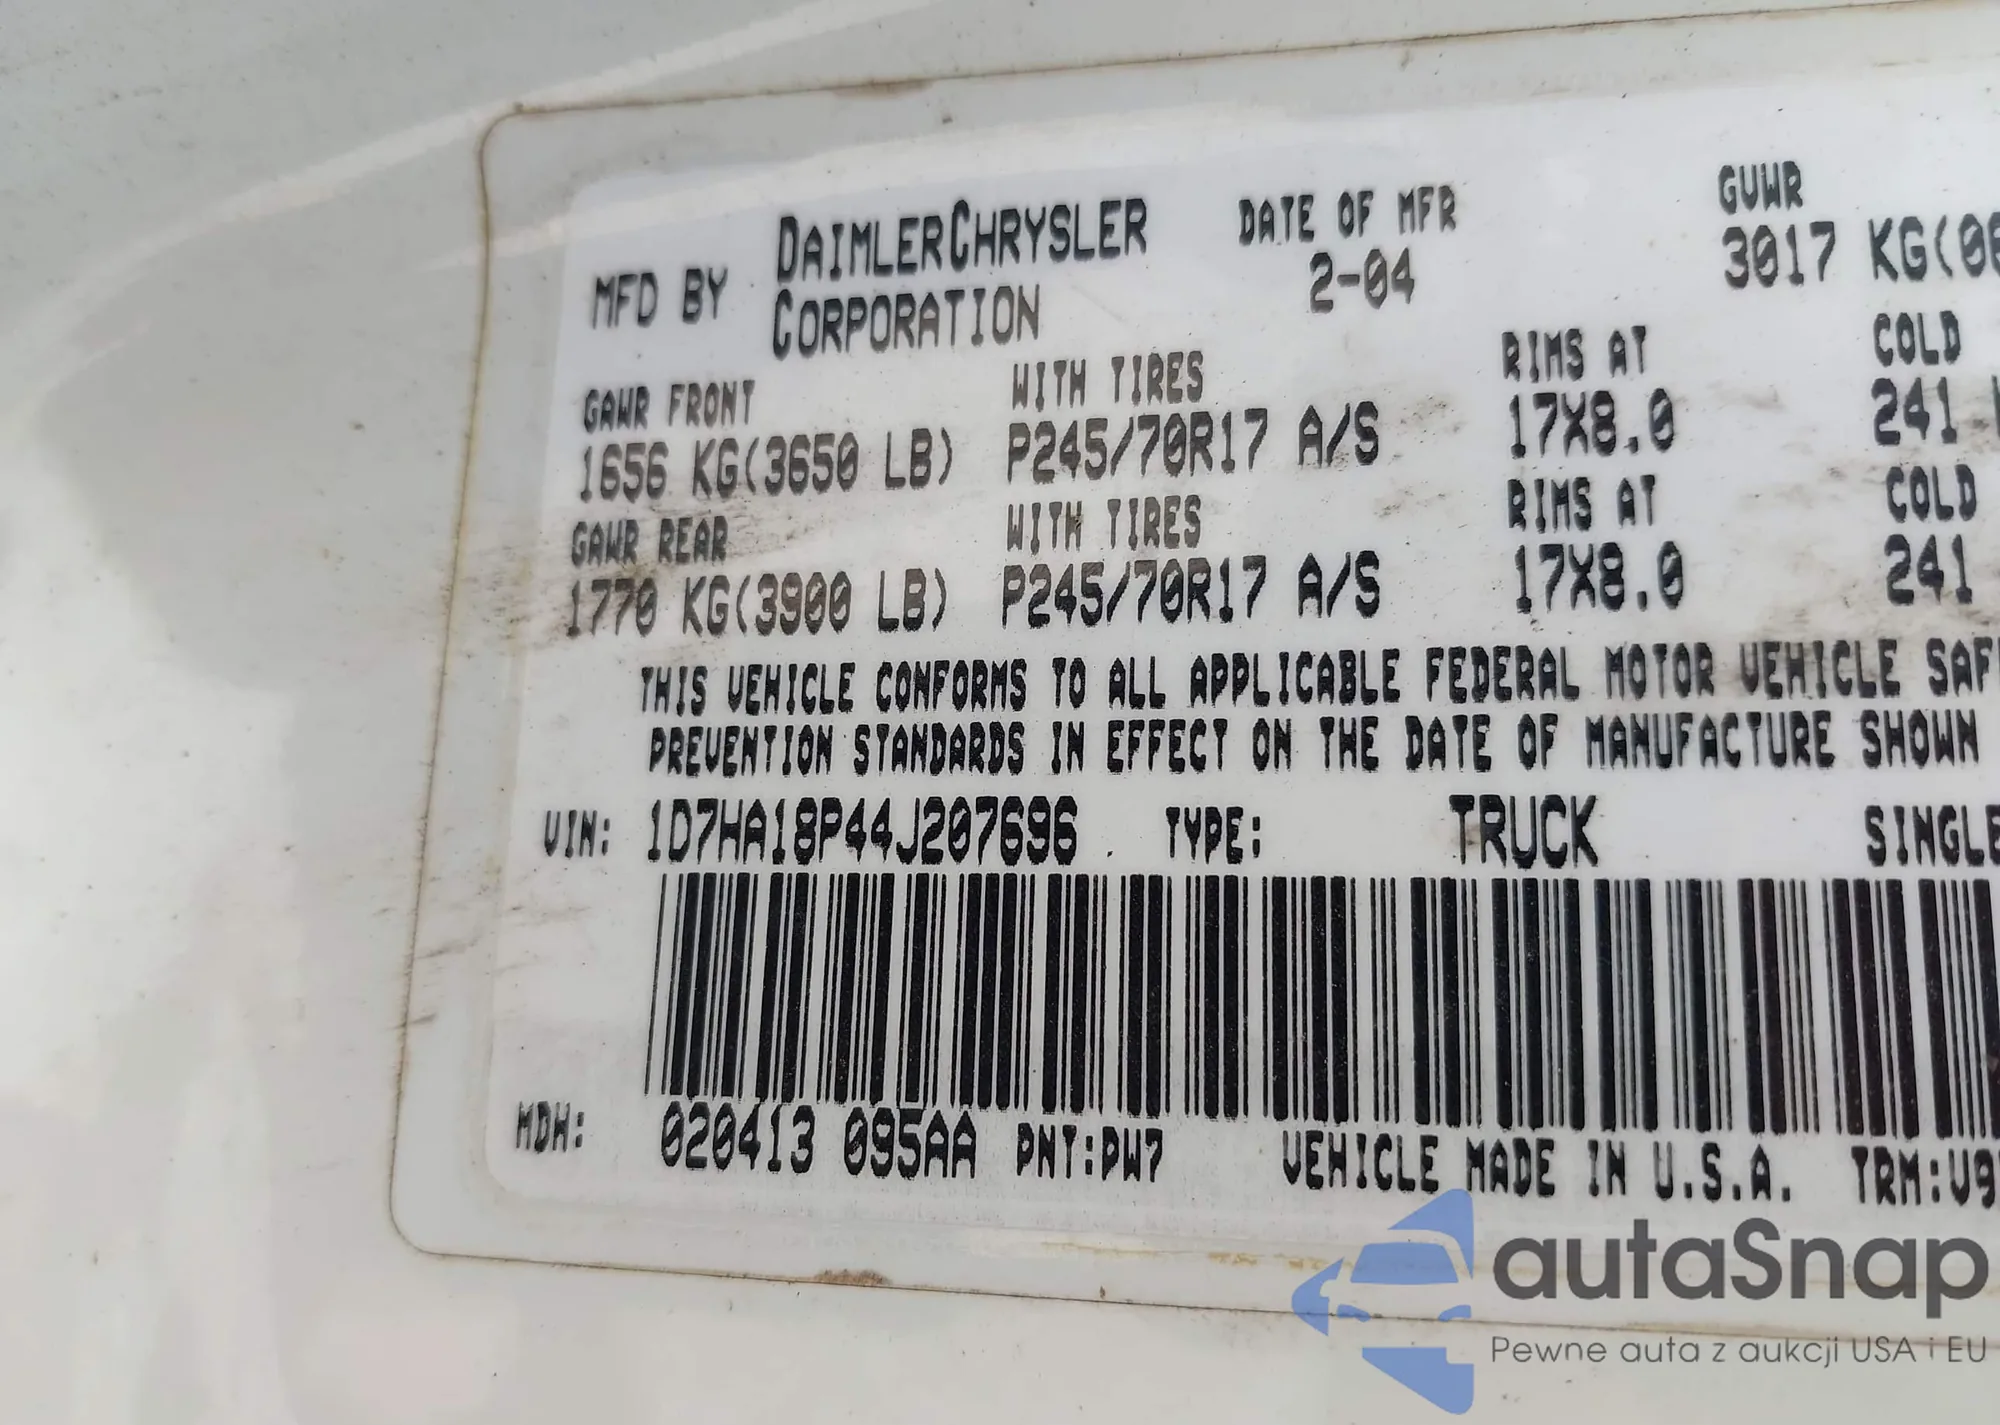 MFD BY DAIMLERCHRYSLER CORPORATION
DATE OF MFR 2-04
GVWR 3017 KG
GAWR FRONT WITH TIRES RIMS AT COLD
1656 KG(3650 LB) P245/70R17 A/S 17X8.0 241
GAWR REAR WITH TIRES RIMS AT COLD
1770 KG(3900 LB) P245/70R17 A/S 17X8.0 241
THIS VEHICLE CONFORMS TO ALL APPLICABLE FEDERAL MOTOR VEHICLE SAF
PREVENTION STANDARDS IN EFFECT ON THE DATE OF MANUFACTURE SHOWN
VIN: 1D7HA18P44J207696 TYPE: TRUCK SINGLE
MDH: 020413 095AA PNT:PW7 VEHICLE MADE IN U.S.A. TRM:V9
autaSnap
Pewne auta z aukcji USA i EU